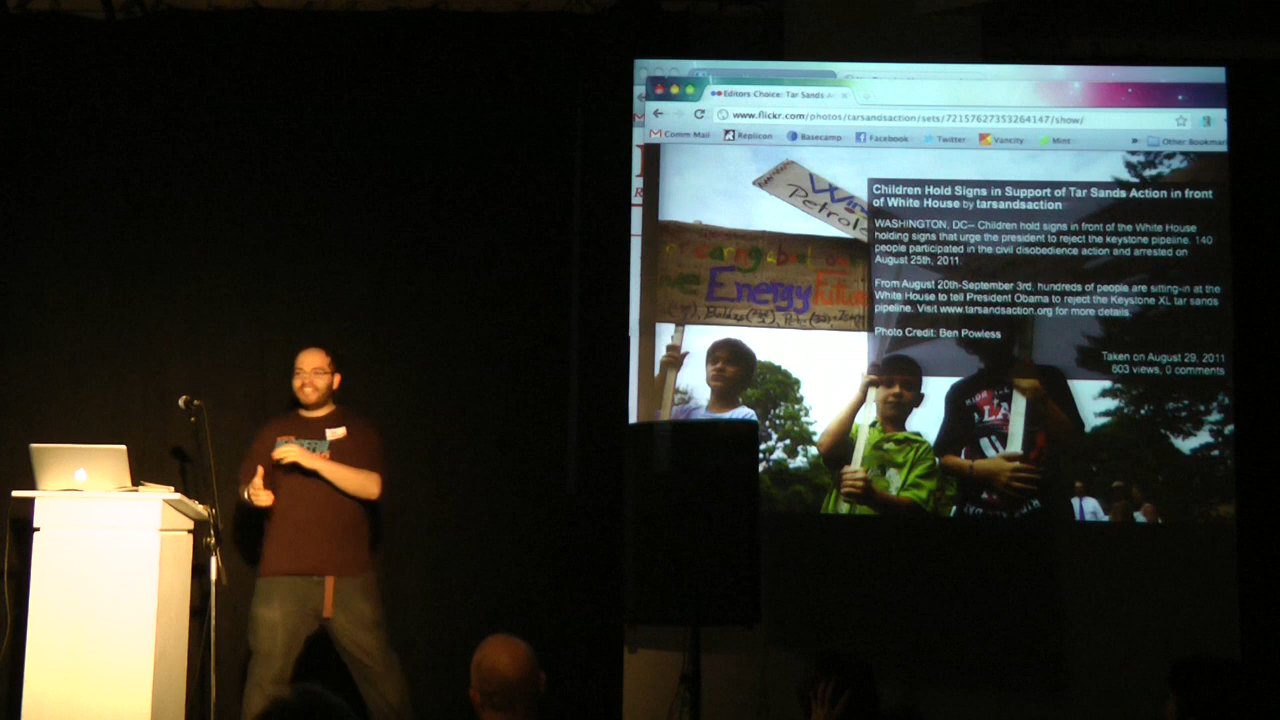 Editors Choice: Tar Sands
www.flickr.com/photos/tarsandsaction/sets/72157627353264147/show/
Comm Mail Replicon Basecamp Facebook Twitter Vancity Mint Other Bookmar
Petrol
Energy Future
Children Hold Signs in Support of Tar Sands Action in front
of White House by tarsandsaction
WASHINGTON, DC-- Children hold signs in front of the White House
holding signs that urge the president to reject the keystone pipeline. 140
people participated in the civil disobedience action and arrested on
August 25th, 2011.
From August 20th-September 3rd, hundreds of people are sitting-in at the
White House to tell President Obama to reject the Keystone XL tar sands
pipeline. Visit www.tarsandsaction.org for more details.
Photo Credit: Ben Powless
Taken on August 29, 2011
603 views, 0 comments